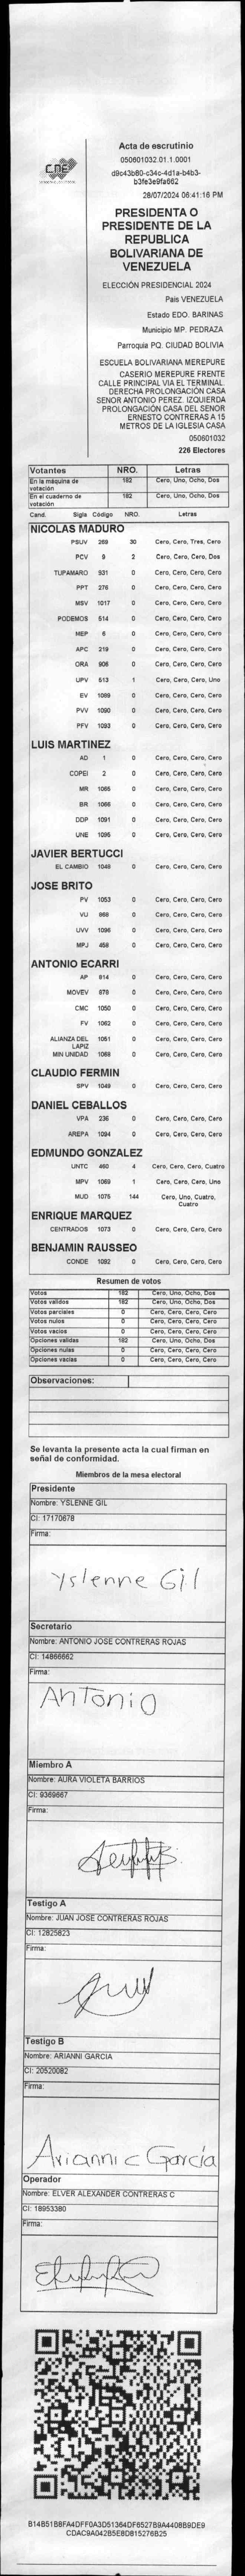 CNE
Acta de escrutinio
050601032.01.1.0001
d9c43b80-c34c-4d1a-b4b3-
b3fe3e9fa662
28/07/2024 06:41:16 PM
PRESIDENTA O
PRESIDENTE DE LA
REPUBLICA
BOLIVARIANA DE
VENEZUELA
ELECCIÓN PRESIDENCIAL 2024
Pais VENEZUELA
Estado EDO. BARINAS
Municipio MP. PEDRAZA
Parroquia PQ. CIUDAD BOLIVIA
ESCUELA BOLIVARIANA MEREPURE
CASERIO MEREPURE FRENTE
CALLE PRINCIPAL VIA EL TERMINAL.
DERECHA PROLONGACIÓN CASA
SENOR ANTONIO PEREZ. IZQUIERDA
PROLONGACIÓN CASA DEL SENOR
ERNESTO CONTRERAS A 15
METROS DE LA IGLESIA CASA
050601032
226 Electores
Votantes NRO. Letras
En la máquina de votación 182 Cero, Uno, Ocho, Dos
En el cuaderno de votación 182 Cero, Uno, Ocho, Dos
Cand. Sigla Código NRO. Letras
NICOLAS MADURO
PSUV 269 30 Cero, Cero, Tres, Cero
PCV 9 2 Cero, Cero, Cero, Dos
TUPAMARO 931 0 Cero, Cero, Cero, Cero
PPT 276 0 Cero, Cero, Cero, Cero
MSV 1017 0 Cero, Cero, Cero, Cero
PODEMOS 514 0 Cero, Cero, Cero, Cero
MEP 6 0 Cero, Cero, Cero, Cero
APC 219 0 Cero, Cero, Cero, Cero
ORA 906 0 Cero, Cero, Cero, Cero
UPV 513 1 Cero, Cero, Cero, Uno
EV 1089 0 Cero, Cero, Cero, Cero
PVV 1090 0 Cero, Cero, Cero, Cero
PFV 1093 0 Cero, Cero, Cero, Cero
LUIS MARTINEZ
AD 1 0 Cero, Cero, Cero, Cero
COPEI 2 0 Cero, Cero, Cero, Cero
MR 1065 0 Cero, Cero, Cero, Cero
BR 1066 0 Cero, Cero, Cero, Cero
DDP 1091 0 Cero, Cero, Cero, Cero
UNE 1095 0 Cero, Cero, Cero, Cero
JAVIER BERTUCCI
EL CAMBIO 1048 0 Cero, Cero, Cero, Cero
JOSE BRITO
PV 1053 0 Cero, Cero, Cero, Cero
VU 868 0 Cero, Cero, Cero, Cero
UVV 1096 0 Cero, Cero, Cero, Cero
MPJ 458 0 Cero, Cero, Cero, Cero
ANTONIO ECARRI
AP 814 0 Cero, Cero, Cero, Cero
MOVEV 879 0 Cero, Cero, Cero, Cero
CMC 1050 0 Cero, Cero, Cero, Cero
FV 1062 0 Cero, Cero, Cero, Cero
ALIANZA DEL LAPIZ 1051 0 Cero, Cero, Cero, Cero
MIN UNIDAD 1068 0 Cero, Cero, Cero, Cero
CLAUDIO FERMIN
SPV 1049 0 Cero, Cero, Cero, Cero
DANIEL CEBALLOS
VPA 236 0 Cero, Cero, Cero, Cero
AREPA 1094 0 Cero, Cero, Cero, Cero
EDMUNDO GONZALEZ
UNTC 460 4 Cero, Cero, Cero, Cuatro
MPV 1069 1 Cero, Cero, Cero, Uno
MUD 1075 144 Cero, Uno, Cuatro, Cuatro
ENRIQUE MARQUEZ
CENTRADOS 1073 0 Cero, Cero, Cero, Cero
BENJAMIN RAUSSEO
CONDE 1082 0 Cero, Cero, Cero, Cero
Resumen de votos
Votos 182 Cero, Uno, Ocho, Dos
Votos validos 182 Cero, Uno, Ocho, Dos
Votos parciales 0 Cero, Cero, Cero, Cero
Votos nulos 0 Cero, Cero, Cero, Cero
Votos vacios 0 Cero, Cero, Cero, Cero
Opciones validas 182 Cero, Uno, Ocho, Dos
Opciones nulas 0 Cero, Cero, Cero, Cero
Opciones vacias 0 Cero, Cero, Cero, Cero
Observaciones:
Se levanta la presente acta la cual firman en
señal de conformidad.
Miembros de la mesa electoral
Presidente
Nombre: YSLENNE GIL
CI: 17170678
Firma:
Yslenne Gil
Secretario
Nombre: ANTONIO JOSE CONTRERAS ROJAS
CI: 14866662
Firma:
Antonio
Miembro A
Nombre: AURA VIOLETA BARRIOS
CI: 9369667
Firma:
Testigo A
Nombre: JUAN JOSE CONTRERAS ROJAS
CI: 12825823
Firma:
Testigo B
Nombre: ARIANNI GARCIA
CI: 20520082
Firma:
Arianni c García
Operador
Nombre: ELVER ALEXANDER CONTRERAS C
CI: 18953380
Firma:
B14B51B8FA4DFF0A3D51364DF6527B9A4408B9DE9
CDAC9A042B5E8D815276B25